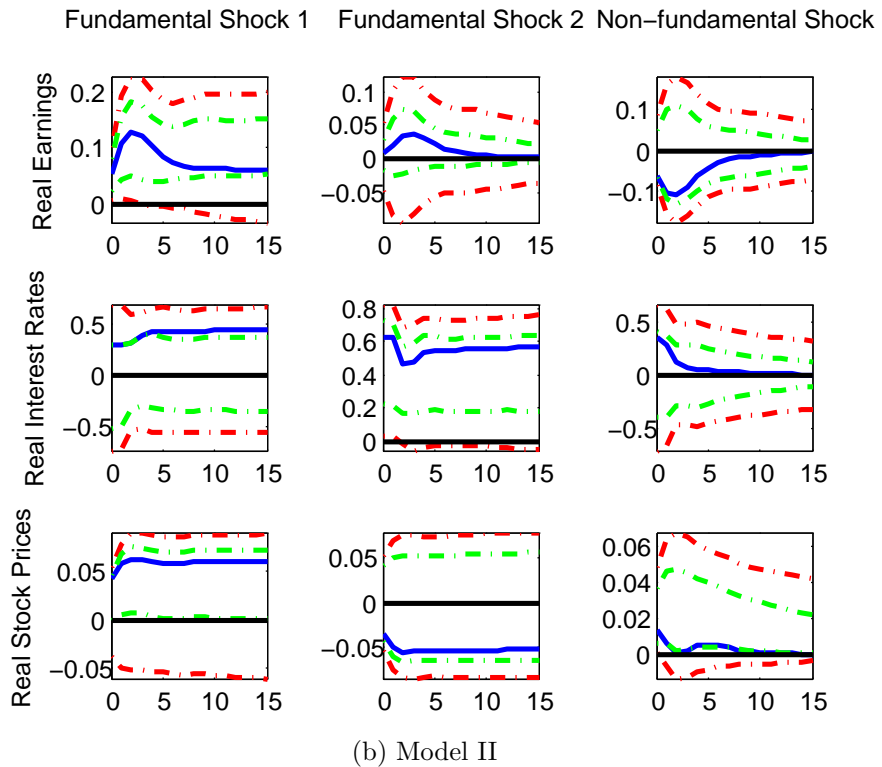 Fundamental Shock 1 Fundamental Shock 2 Non−fundamental Shock
Real Earnings
0.2
0.1
0
0 5 10 15
0.1
0.05
0
−0.05
0 5 10 15
0.1
0
−0.1
0 5 10 15
Real Interest Rates
0.5
0
−0.5
0 5 10 15
0.8
0.6
0.4
0.2
0
0 5 10 15
0.5
0
−0.5
0 5 10 15
Real Stock Prices
0.05
0
−0.05
0 5 10 15
0.05
0
−0.05
0 5 10 15
0.06
0.04
0.02
0
0 5 10 15
(b) Model II